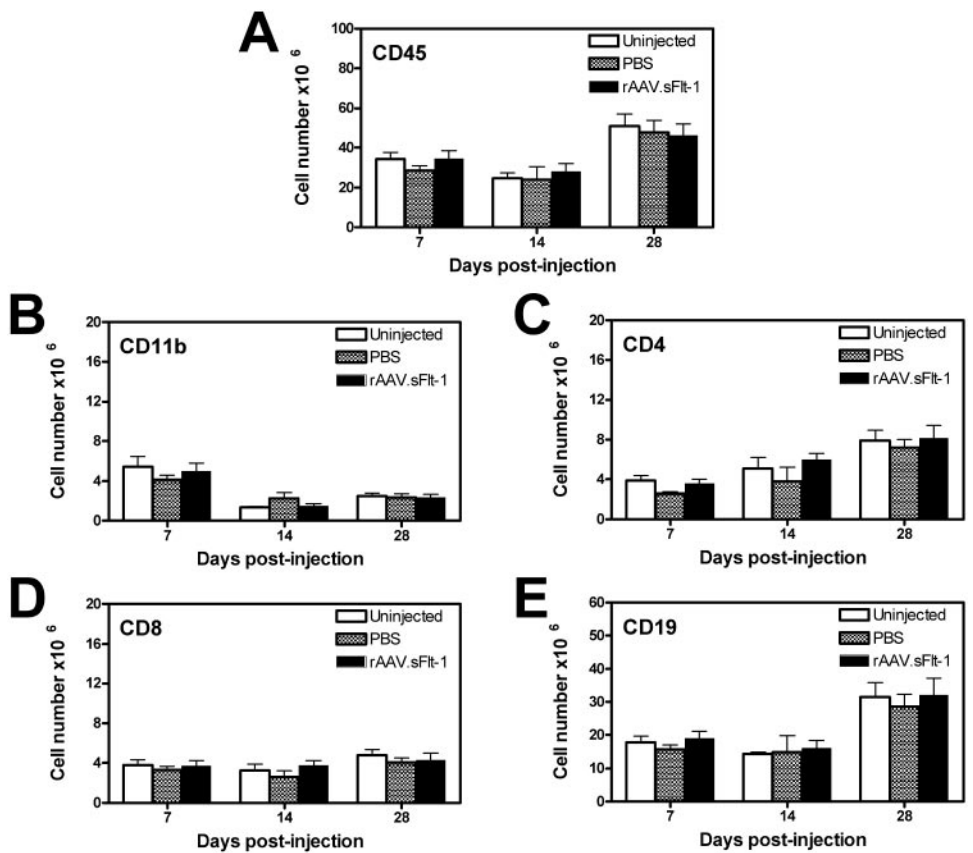 A
CD45
Uninjected
PBS
rAAV.sFlt-1
Cell number x10 6
100
80
60
40
20
0
7 14 28
Days post-injection
B
CD11b
Uninjected
PBS
rAAV.sFlt-1
Cell number x10 6
20
16
12
8
4
0
7 14 28
Days post-injection
C
CD4
Uninjected
PBS
rAAV.sFlt-1
Cell number x10 6
20
16
12
8
4
0
7 14 28
Days post-injection
D
CD8
Uninjected
PBS
rAAV.sFlt-1
Cell number x10 6
20
16
12
8
4
0
7 14 28
Days post-injection
E
CD19
Uninjected
PBS
rAAV.sFlt-1
Cell number x10 6
60
50
40
30
20
10
0
7 14 28
Days post-injection